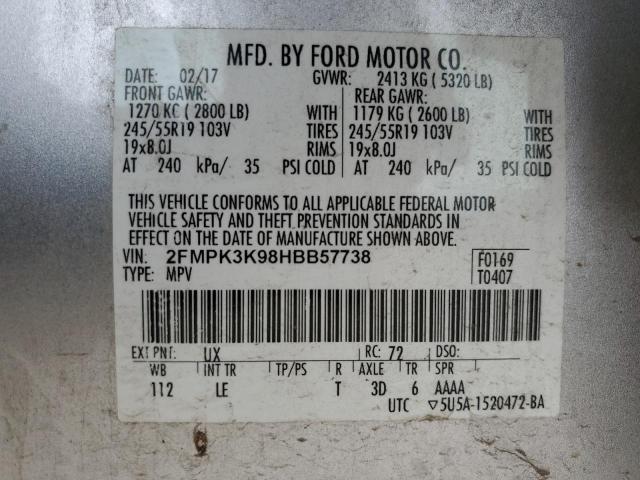 MFD. BY FORD MOTOR CO.
DATE: 02/17 GVWR: 2413 KG ( 5320 LB)
FRONT GAWR: REAR GAWR:
1270 KG ( 2800 LB) WITH 1179 KG ( 2600 LB) WITH
245/55R19 103V TIRES 245/55R19 103V TIRES
19x8.0J RIMS 19x8.0J RIMS
AT 240 kPa/ 35 PSI COLD AT 240 kPa/ 35 PSI COLD
THIS VEHICLE CONFORMS TO ALL APPLICABLE FEDERAL MOTOR
VEHICLE SAFETY AND THEFT PREVENTION STANDARDS IN
EFFECT ON THE DATE OF MANUFACTURE SHOWN ABOVE.
VIN: 2FMPK3K98HBB57738 F0169
TYPE: MPV T0407
EXT PNT: UX RC: 72 DSO:
WB INT TR TP/PS R AXLE TR SPR
112 LE T 3D 6 AAAA
UTC ▽5U5A-1520472-BA